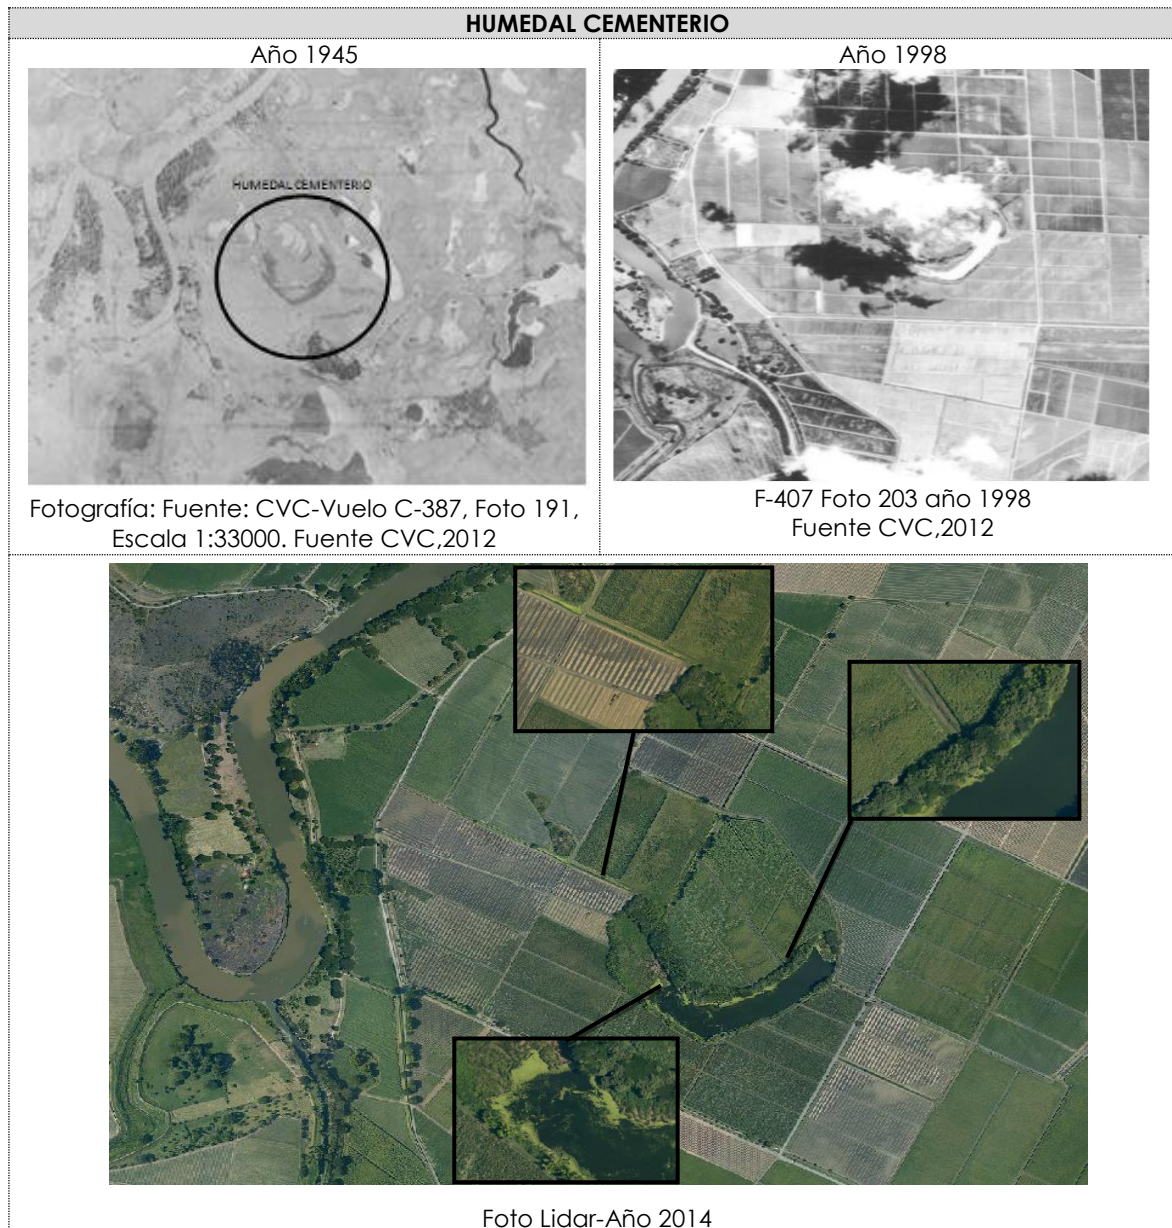 HUMEDAL CEMENTERIO
Año 1945
Año 1998
HUMEDAL CEMENTERIO
Fotografía: Fuente: CVC-Vuelo C-387, Foto 191,
Escala 1:33000. Fuente CVC,2012
F-407 Foto 203 año 1998
Fuente CVC,2012
Foto Lidar-Año 2014